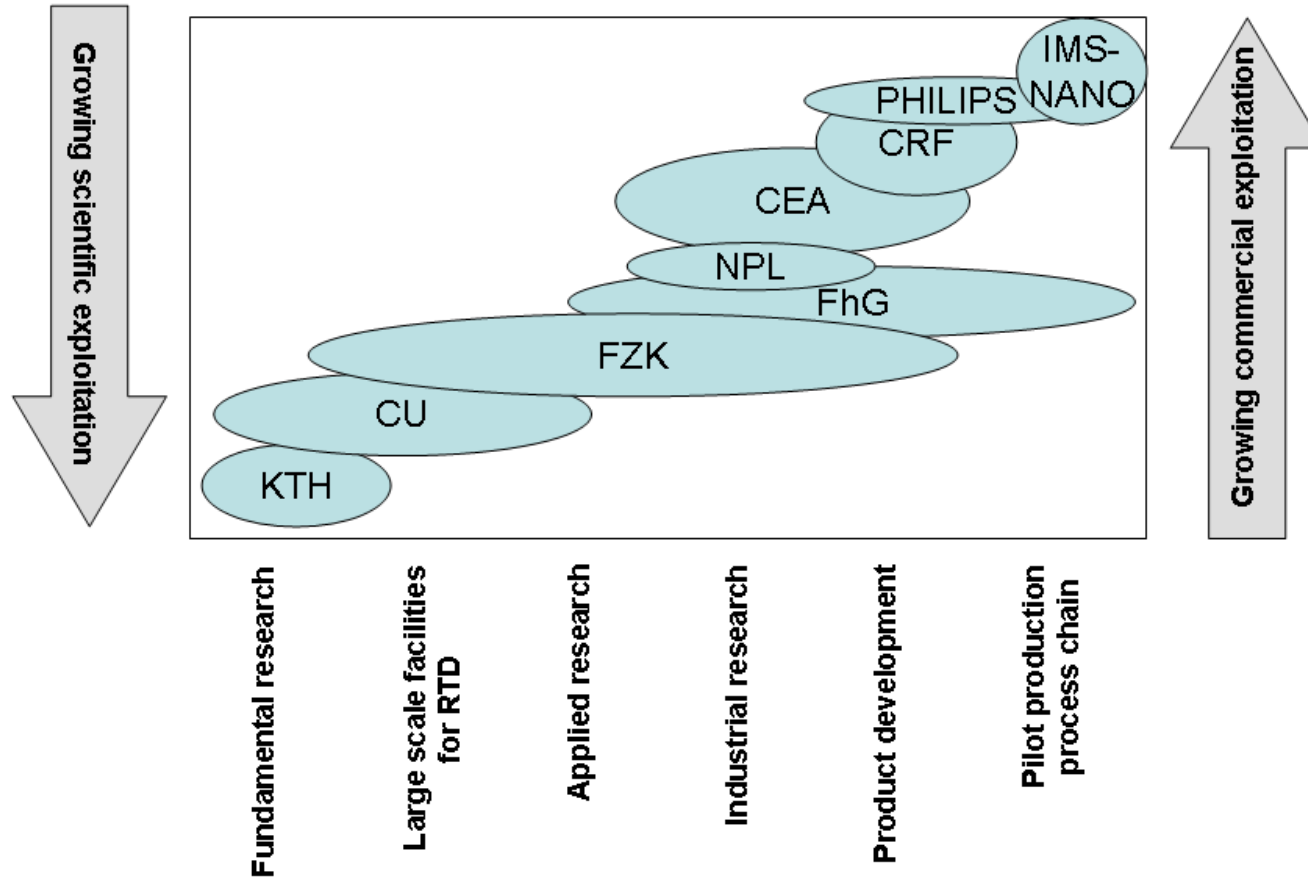 Growing scientific exploitation
IMS-
NANO
PHILIPS
CRF
CEA
NPL
FhG
FZK
CU
KTH
Growing commercial exploitation
Fundamental research
Large scale facilities
for RTD
Applied research
Industrial research
Product development
Pilot production
process chain